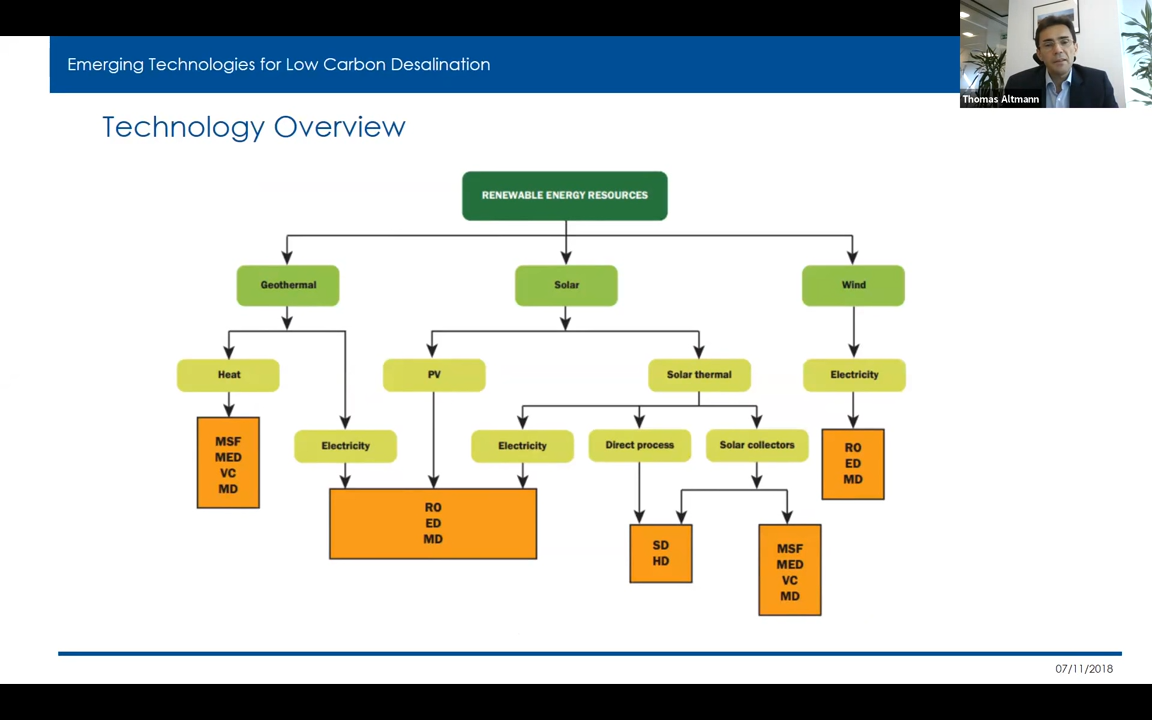 Emerging Technologies for Low Carbon Desalination
Thomas Altmann
Technology Overview
RENEWABLE ENERGY RESOURCES
Geothermal
Solar
Wind
Heat
PV
Solar thermal
Electricity
Electricity
Electricity
Direct process
Solar collectors
MSF
MED
VC
MD
RO
ED
MD
RO
ED
MD
SD
HD
MSF
MED
VC
MD
07/11/2018